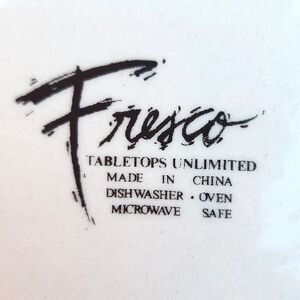 Fresco
TABLETOPS UNLIMITED
MADE IN CHINA
DISHWASHER · OVEN
MICROWAVE SAFE